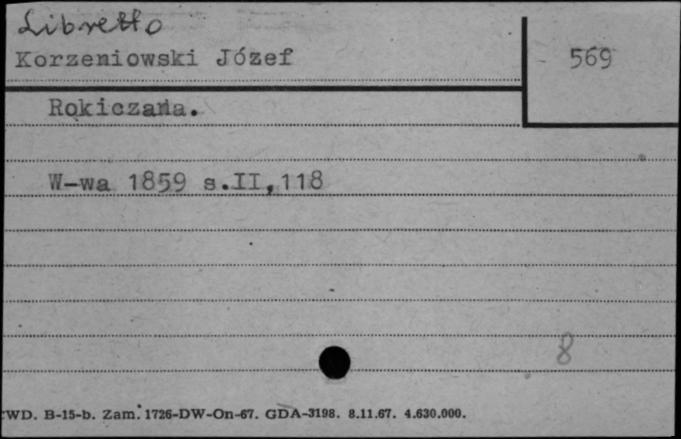 Libretto
Korzeniowski Józef
569
Rokiczana.
W-wa 1859 s.II,118
8
WD. B-15-b. Zam. 1726-DW-On-67. GDA-3198. 8.11.67. 4.630.000.